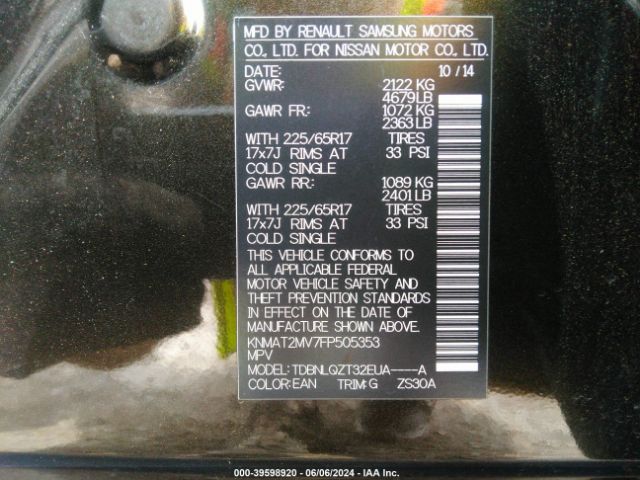 MFD BY RENAULT SAMSUNG MOTORS
CO., LTD. FOR NISSAN MOTOR CO., LTD.
DATE: 10 / 14
GVWR: 2122 KG
4679 LB
GAWR FR: 1072 KG
2363 LB
WITH 225/65R17 TIRES
17x7J RIMS AT 33 PSI
COLD SINGLE
GAWR RR: 1089 KG
2401 LB
WITH 225/65R17 TIRES
17x7J RIMS AT 33 PSI
COLD SINGLE
THIS VEHICLE CONFORMS TO
ALL APPLICABLE FEDERAL
MOTOR VEHICLE SAFETY AND
THEFT PREVENTION STANDARDS
IN EFFECT ON THE DATE OF
MANUFACTURE SHOWN ABOVE.
KNMAT2MV7FP505353
MPV
MODEL: TDBNLQZT32EUA----A
COLOR: EAN TRIM: G ZS30A
000-39598920 - 06/06/2024 - IAA Inc.